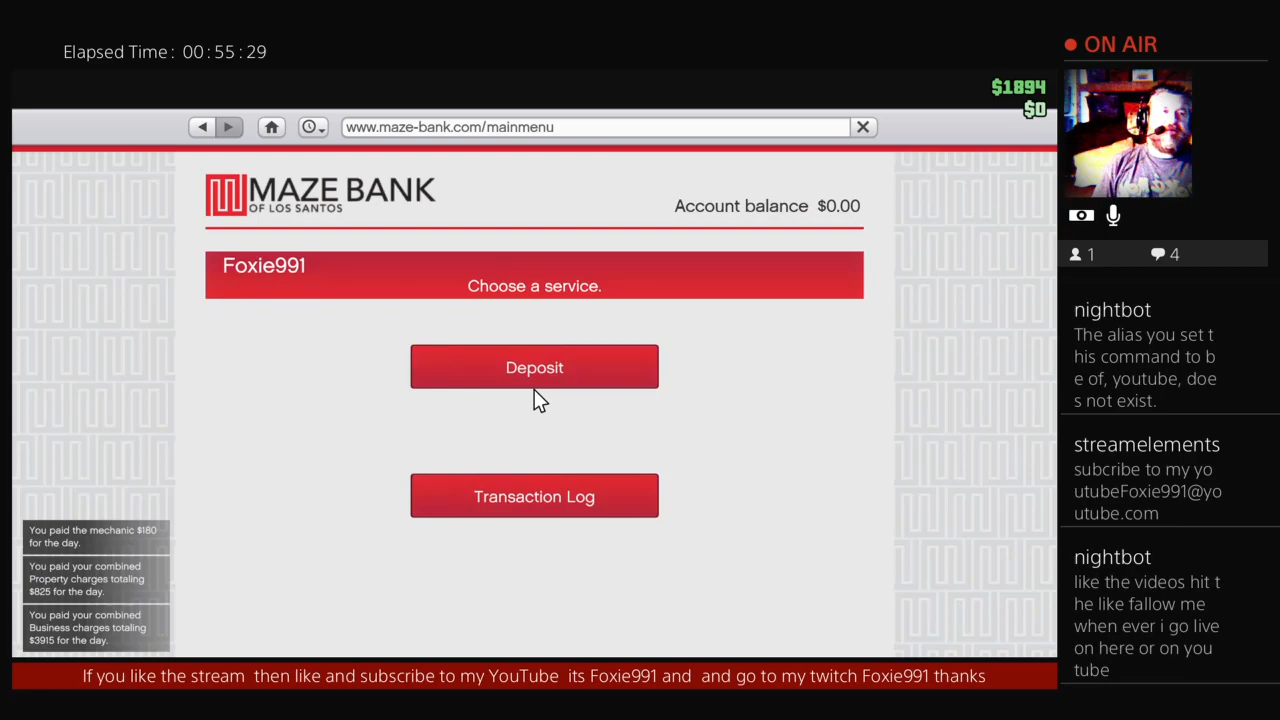 Elapsed Time: 00:55:29
$1894
$0
www.maze-bank.com/mainmenu
MAZE BANK
OF LOS SANTOS
Account balance $0.00
Foxie991
Choose a service.
Deposit
Transaction Log
You paid the mechanic $180
for the day.
You paid your combined
Property charges totaling
$825 for the day.
You paid your combined
Business charges totaling
$3915 for the day.
If you like the stream then like and subscribe to my YouTube its Foxie991 and and go to my twitch Foxie991 thanks
ON AIR
1
4
nightbot
The alias you set t
his command to b
e of, youtube, doe
s not exist.
streamelements
subcribe to my yo
utubeFoxie991@yo
utube.com
nightbot
like the videos hit t
he like fallow me
when ever i go live
on here or on you
tube